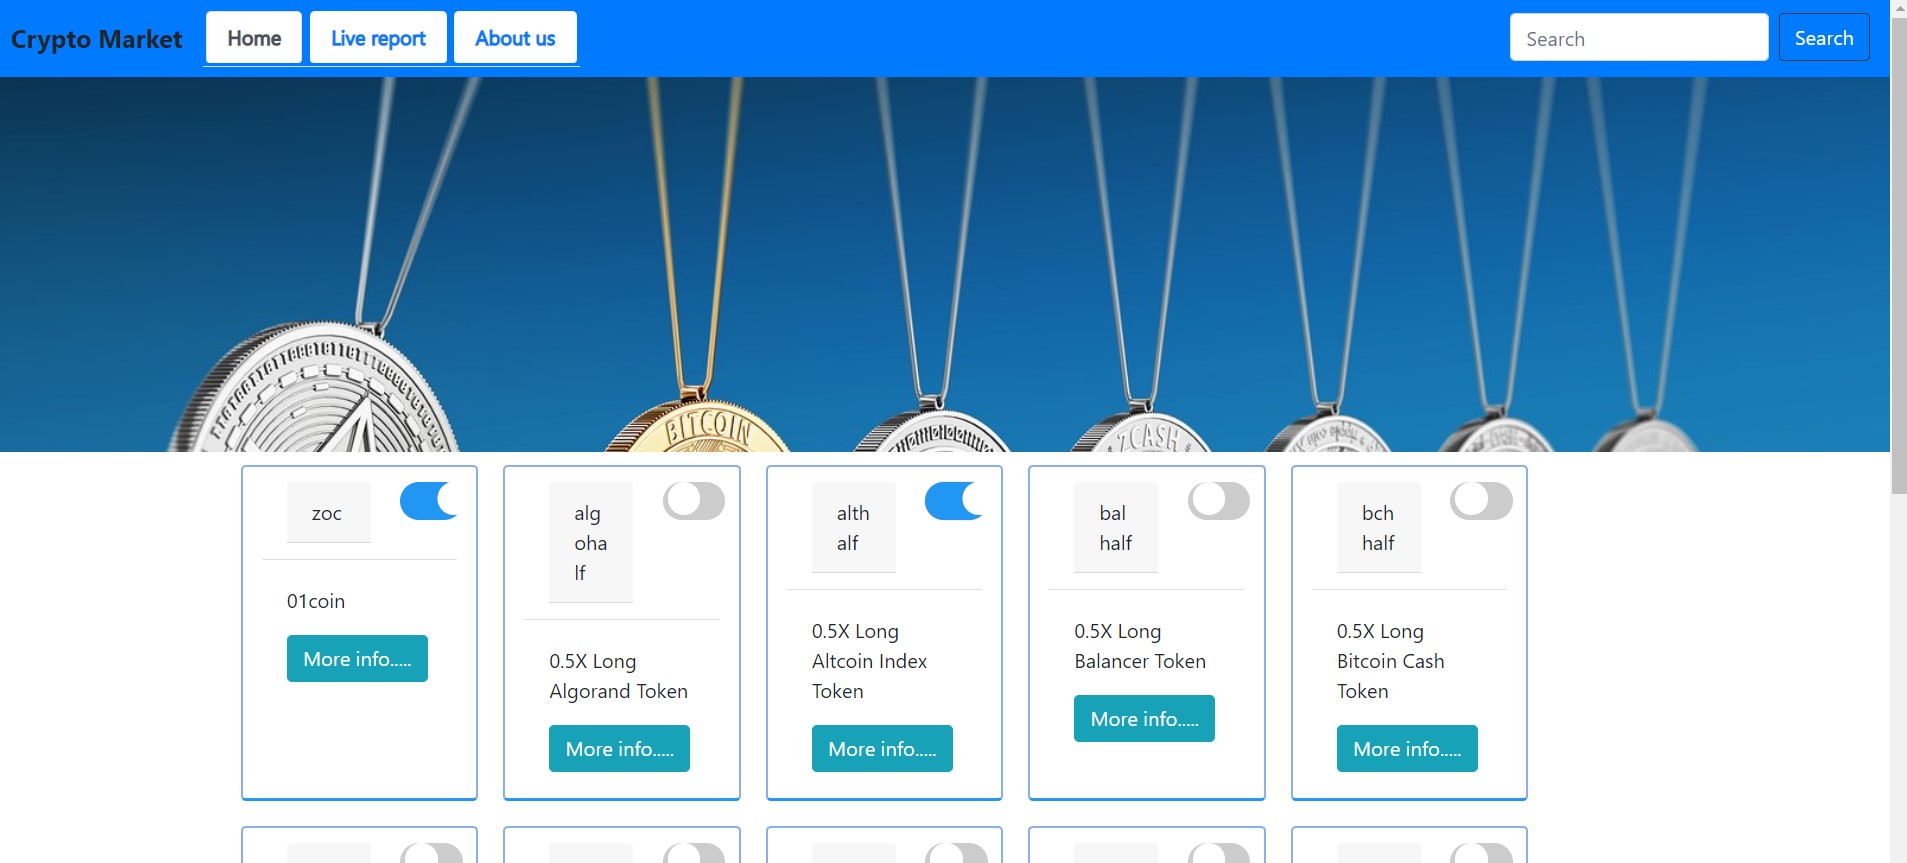 Crypto Market Home Live report About us Search Search
BITCOIN
ZCASH
zoc
01coin
More info.....
alg
oha
lf
0.5X Long
Algorand Token
More info.....
alth
alf
0.5X Long
Altcoin Index
Token
More info.....
bal
half
0.5X Long
Balancer Token
More info.....
bch
half
0.5X Long
Bitcoin Cash
Token
More info.....